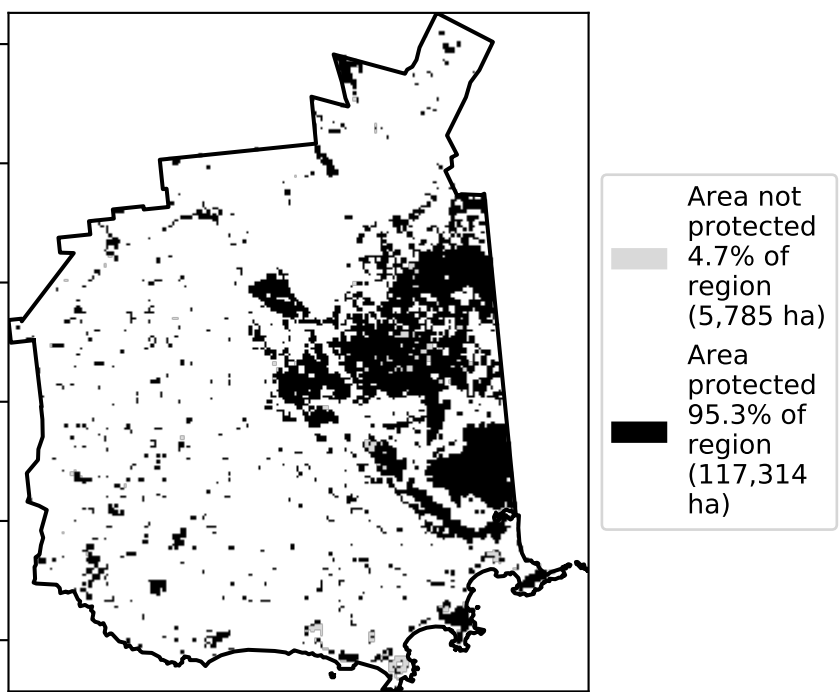 Area not
protected
4.7% of
region
(5,785 ha)
Area
protected
95.3% of
region
(117,314
ha)